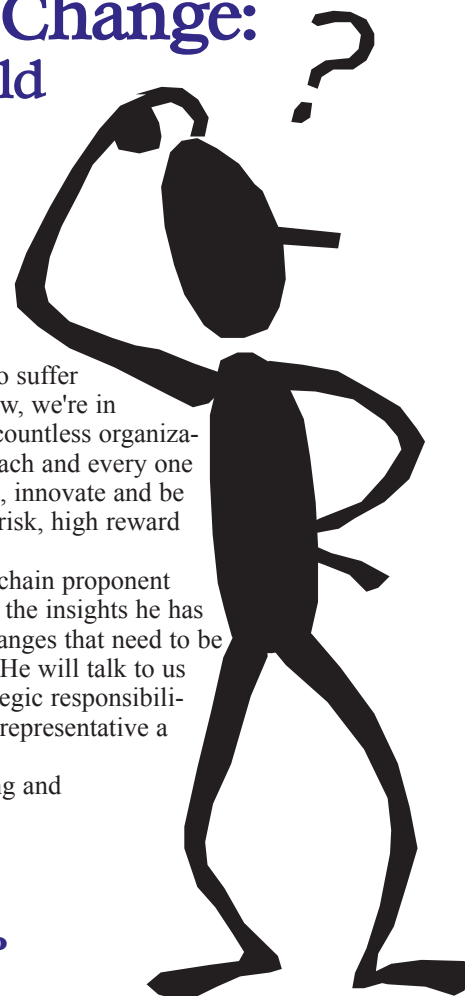 Change:
ld
?
o suffer
w, we're in
countless organiza-
ach and every one
, innovate and be
risk, high reward
chain proponent
the insights he has
anges that need to be
He will talk to us
egic responsibili-
representative a
ng and
?